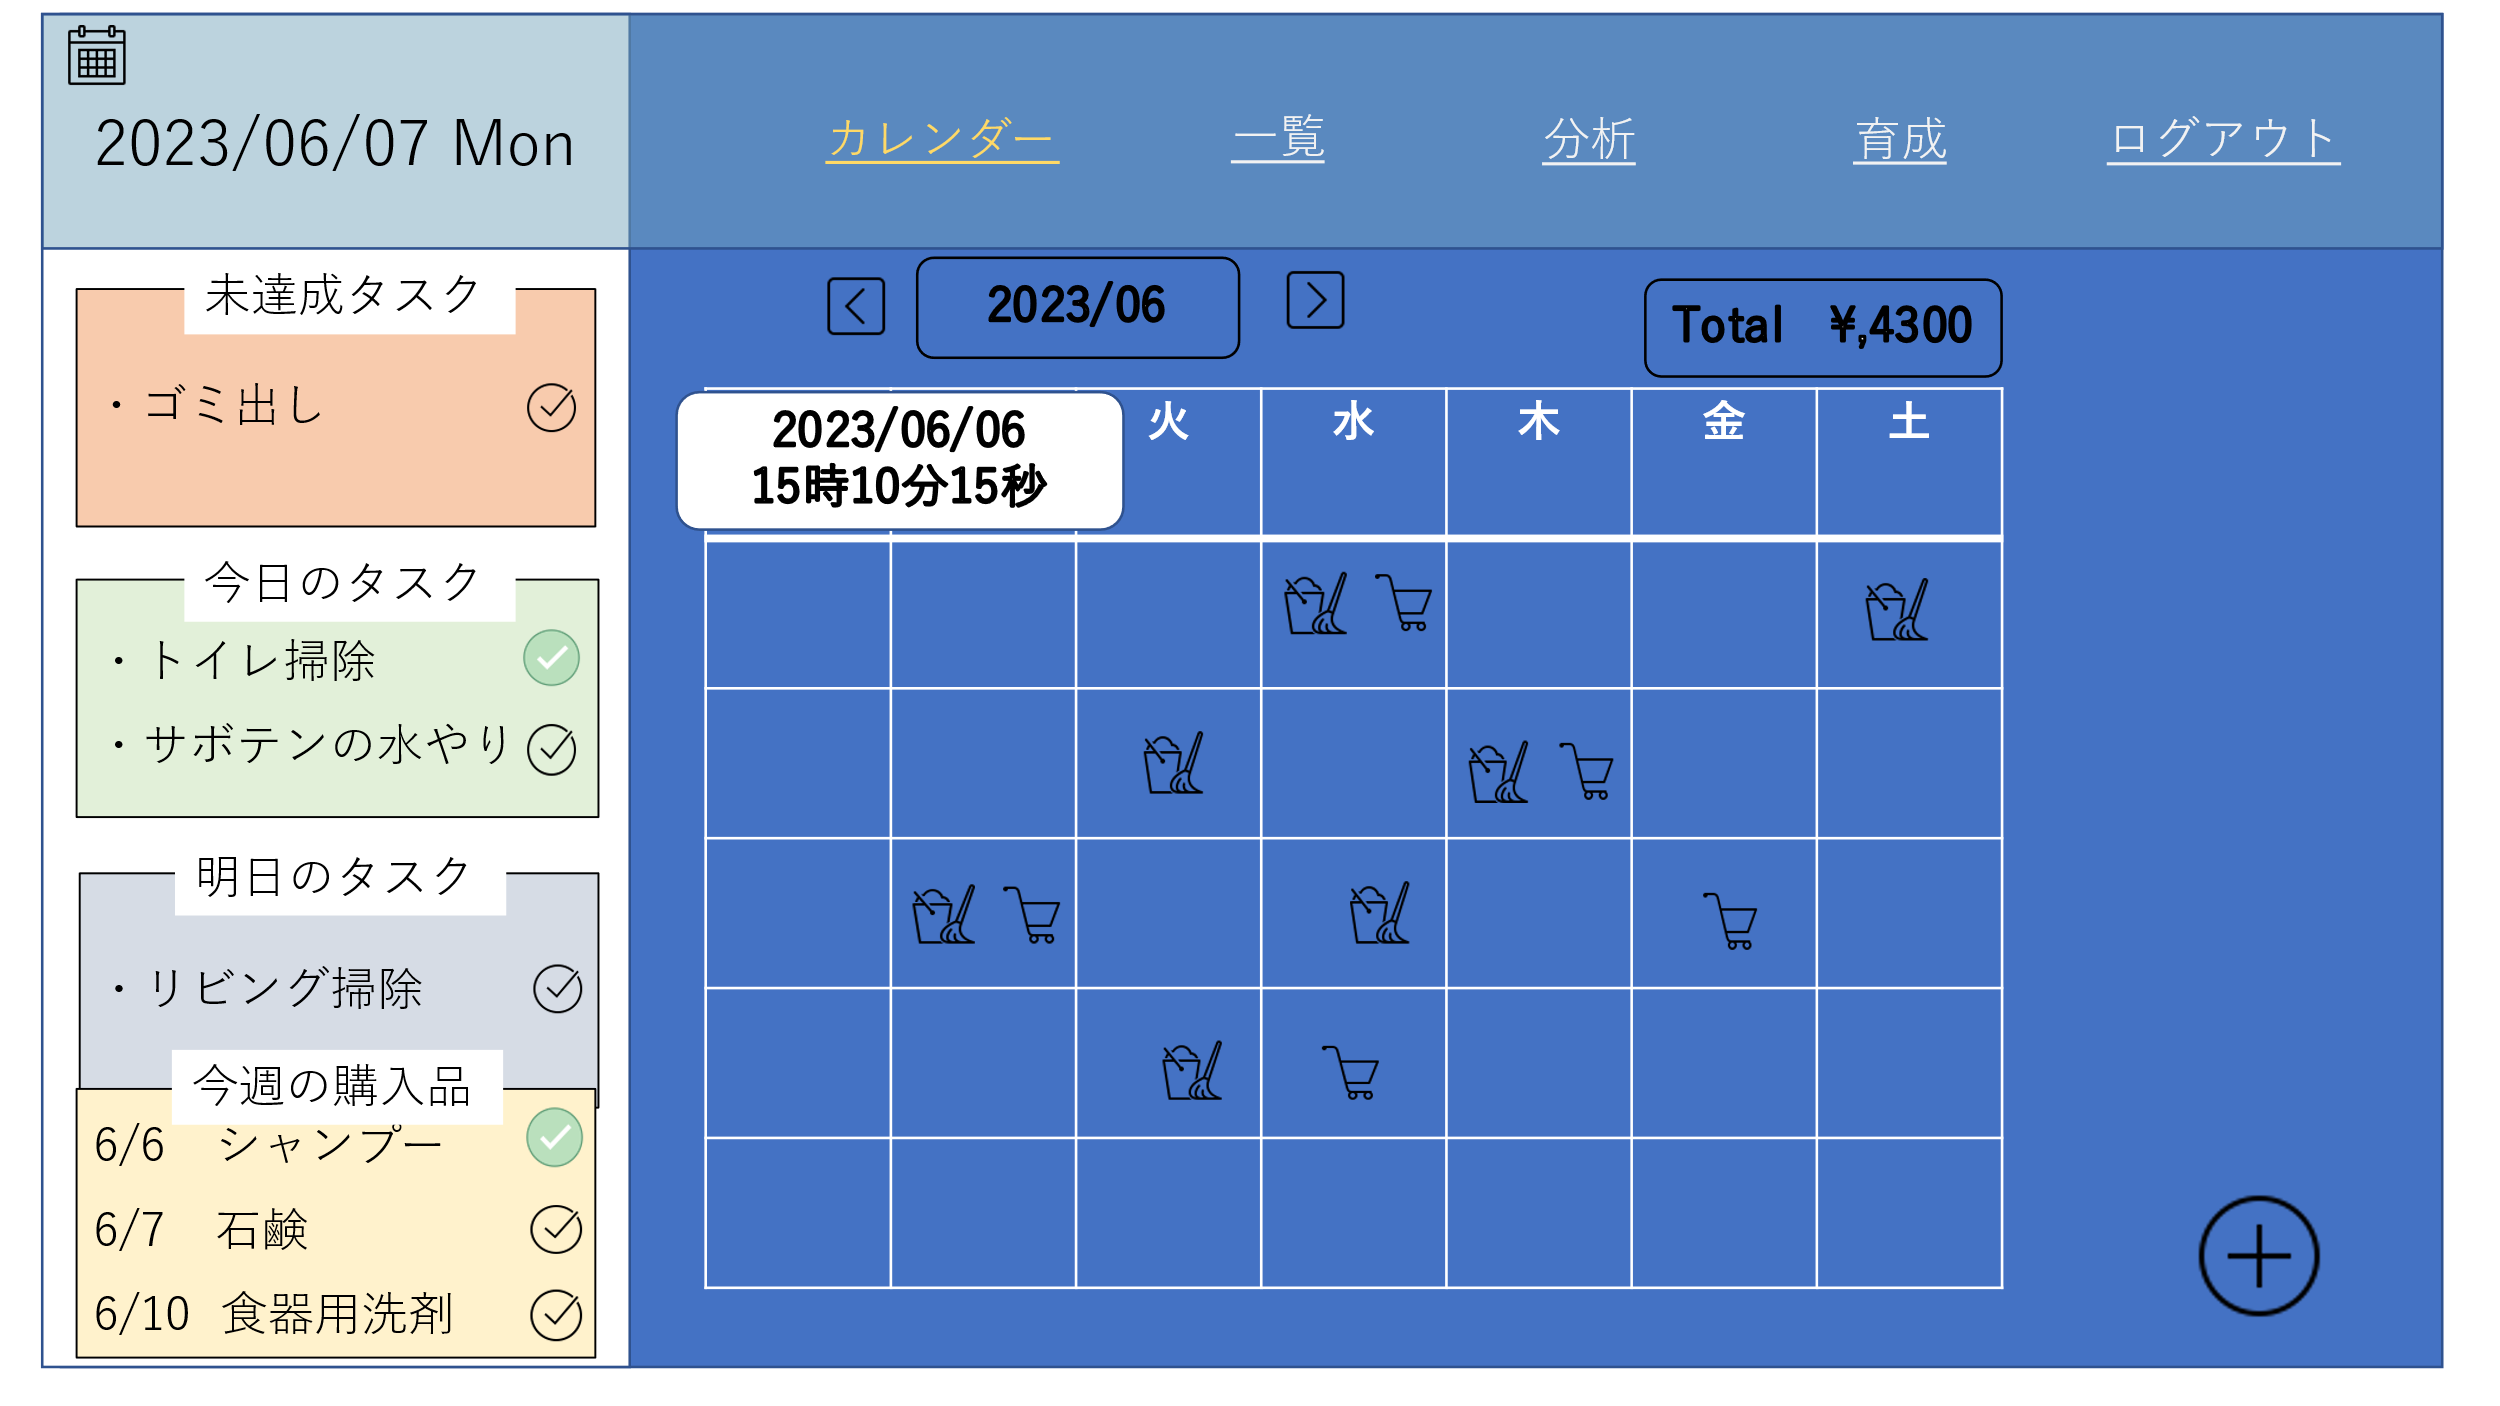 2023/06/07 Mon
カレンダー
一覧
分析
育成
ログアウト
未達成タスク
・ゴミ出し
今日のタスク
・トイレ掃除
・サボテンの水やり
明日のタスク
・リビング掃除
今週の購入品
6/6 シャンプー
6/7 石鹸
6/10 食器用洗剤
2023/06
Total ¥,4300
2023/06/06
15時10分15秒
火 水 木 金 土